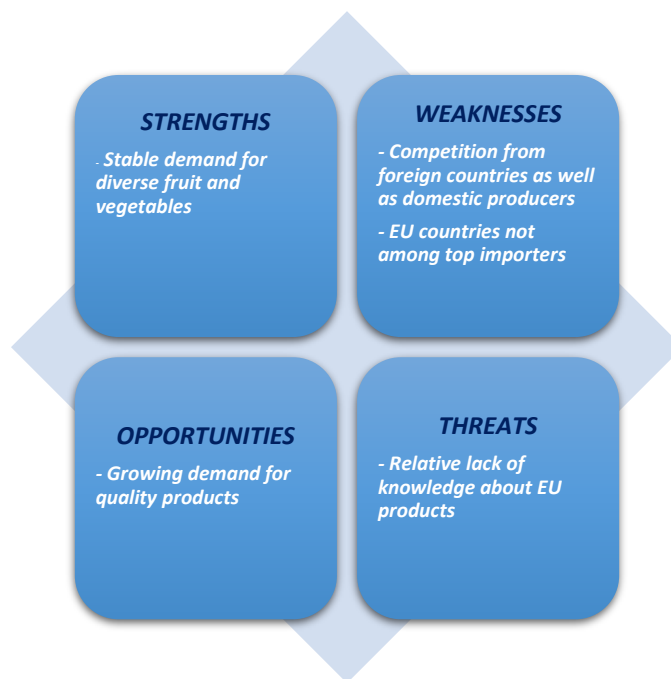 STRENGTHS
- Stable demand for
diverse fruit and
vegetables
WEAKNESSES
- Competition from
foreign countries as well
as domestic producers
- EU countries not
among top importers
OPPORTUNITIES
- Growing demand for
quality products
THREATS
- Relative lack of
knowledge about EU
products